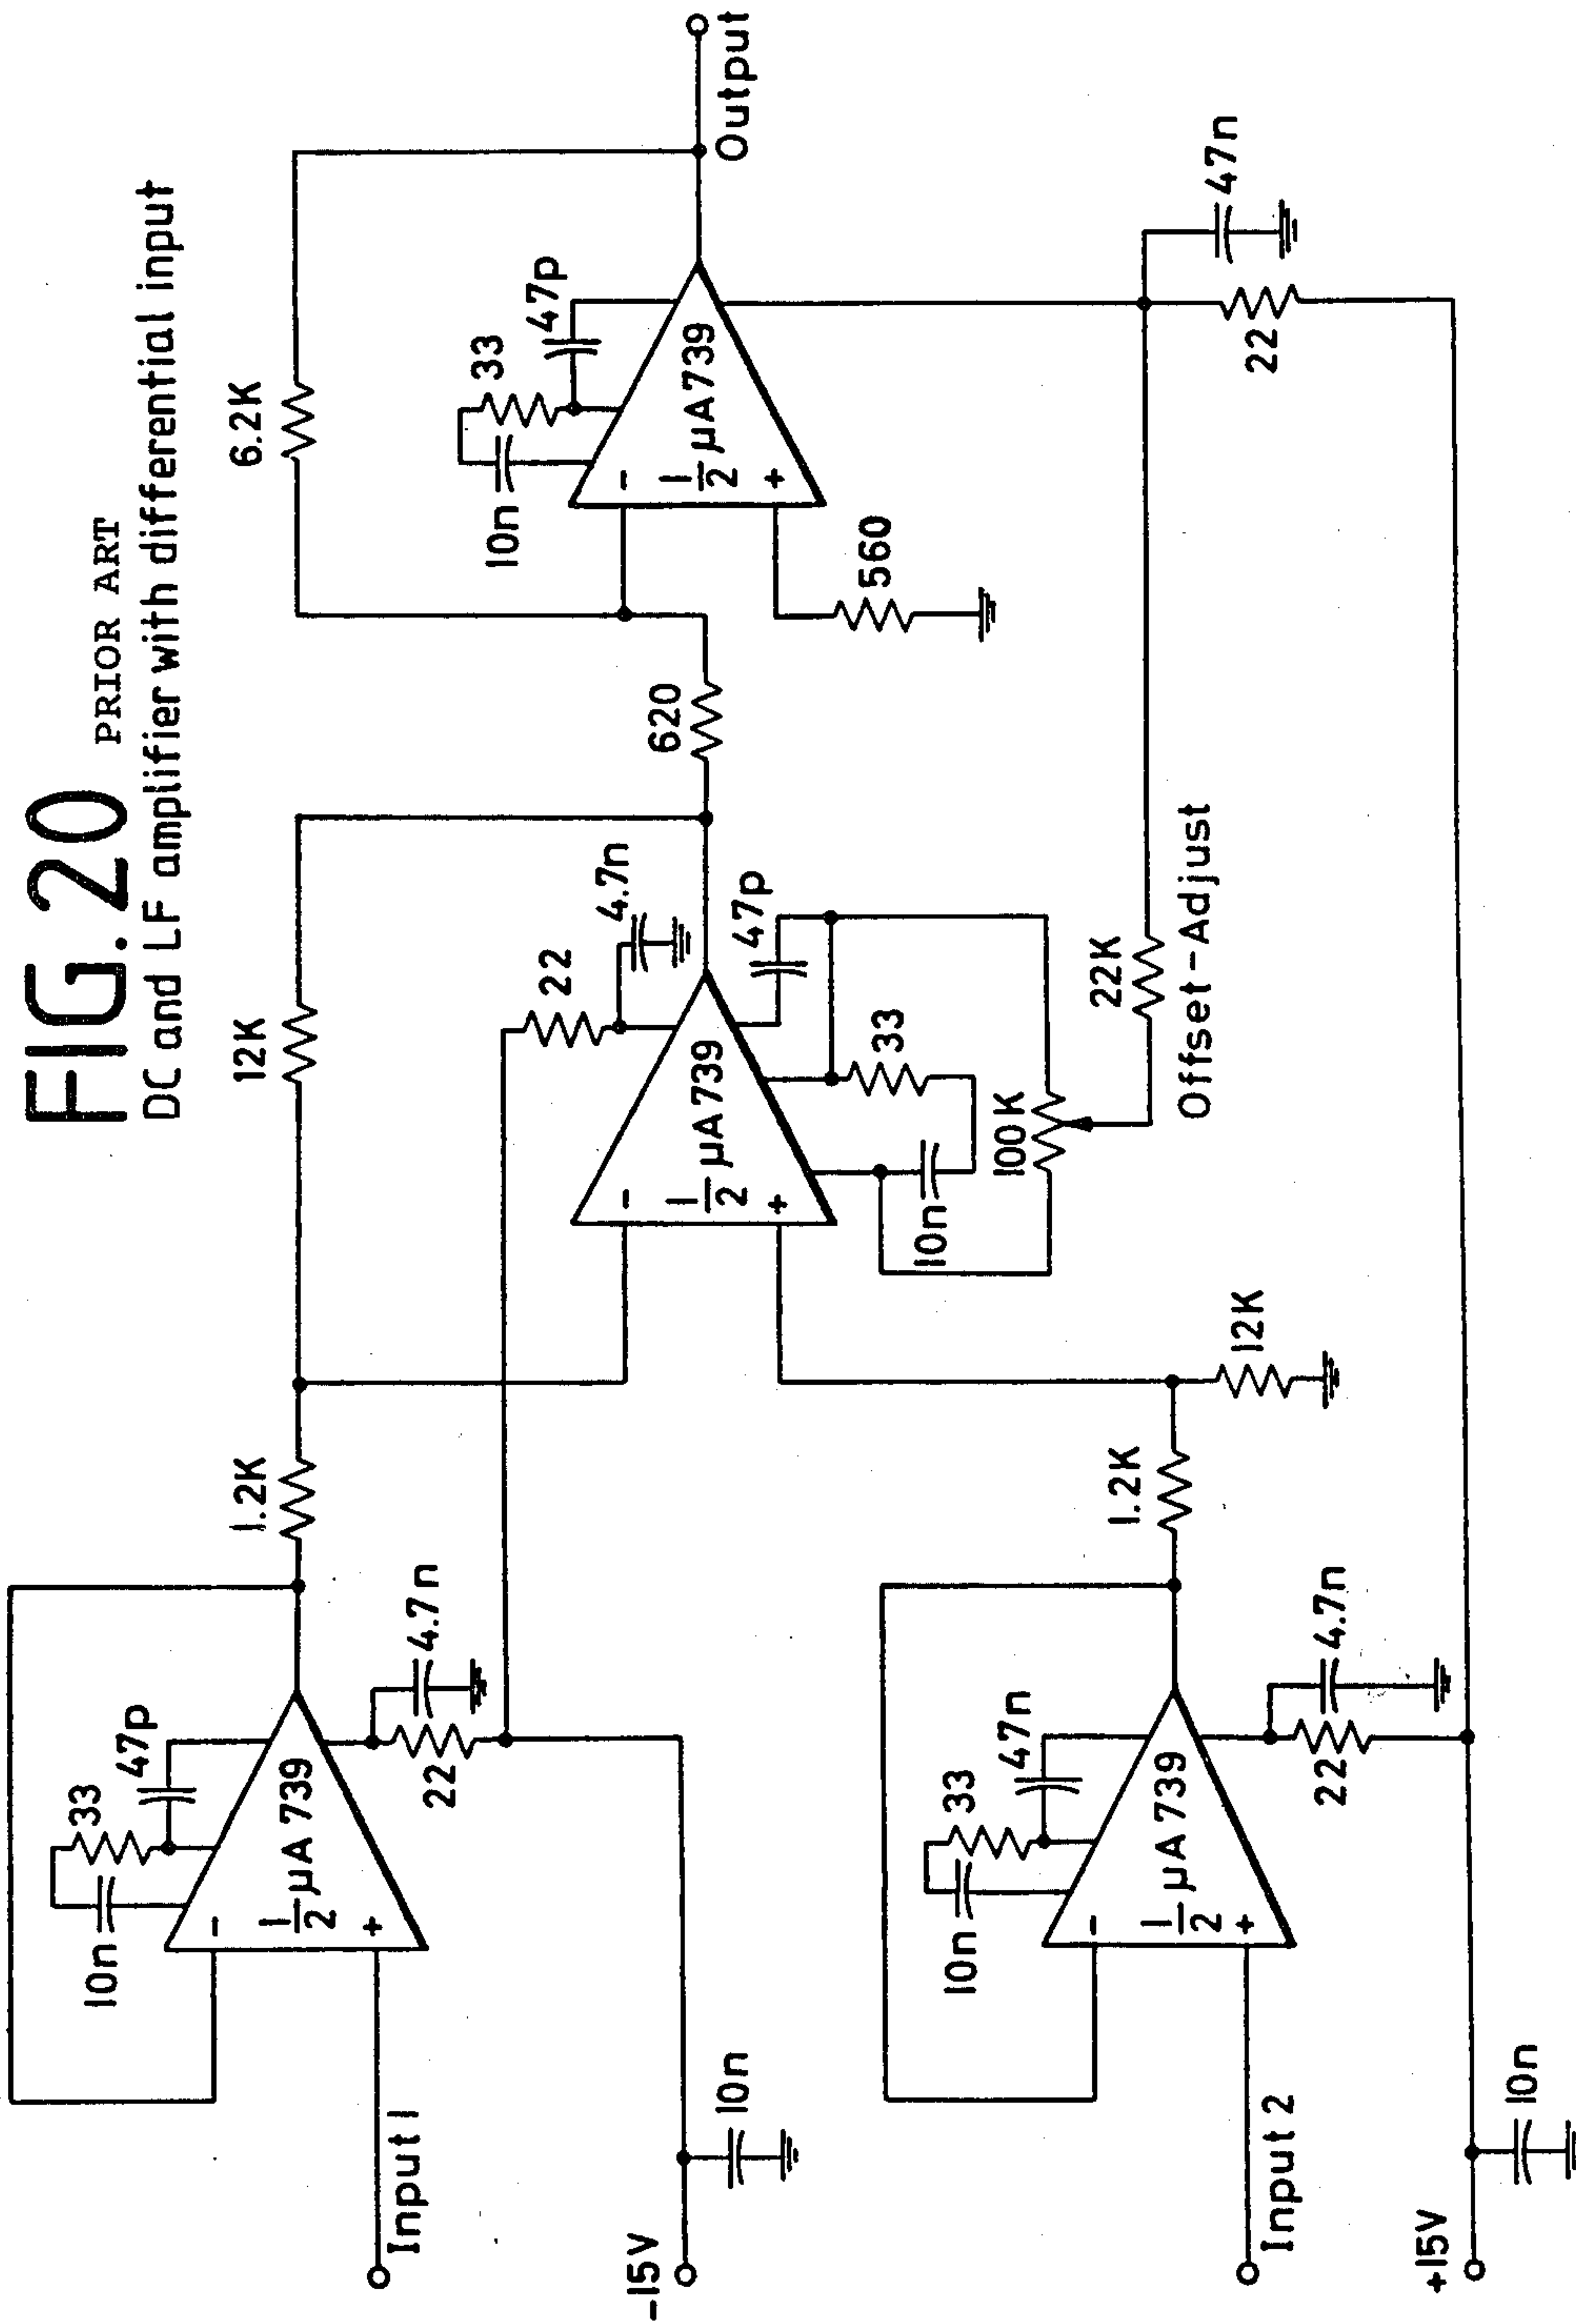 FIG. 20 PRIOR ART
DC and LF amplifier with differential input
12K
6.2K
1.2K
22
4.7n
620
10n
33
47p
1/2 μA 739
-
+
Output
10n
33
47p
1/2 μA 739
-
+
4.7n
22
1/2 μA 739
-
+
47p
33
10n
100K
22K
Offset-Adjust
560
47n
22
Input 1
-15V
10n
10n
33
47n
1/2 μA 739
-
+
1.2K
12K
4.7n
22
Input 2
+15V
10n